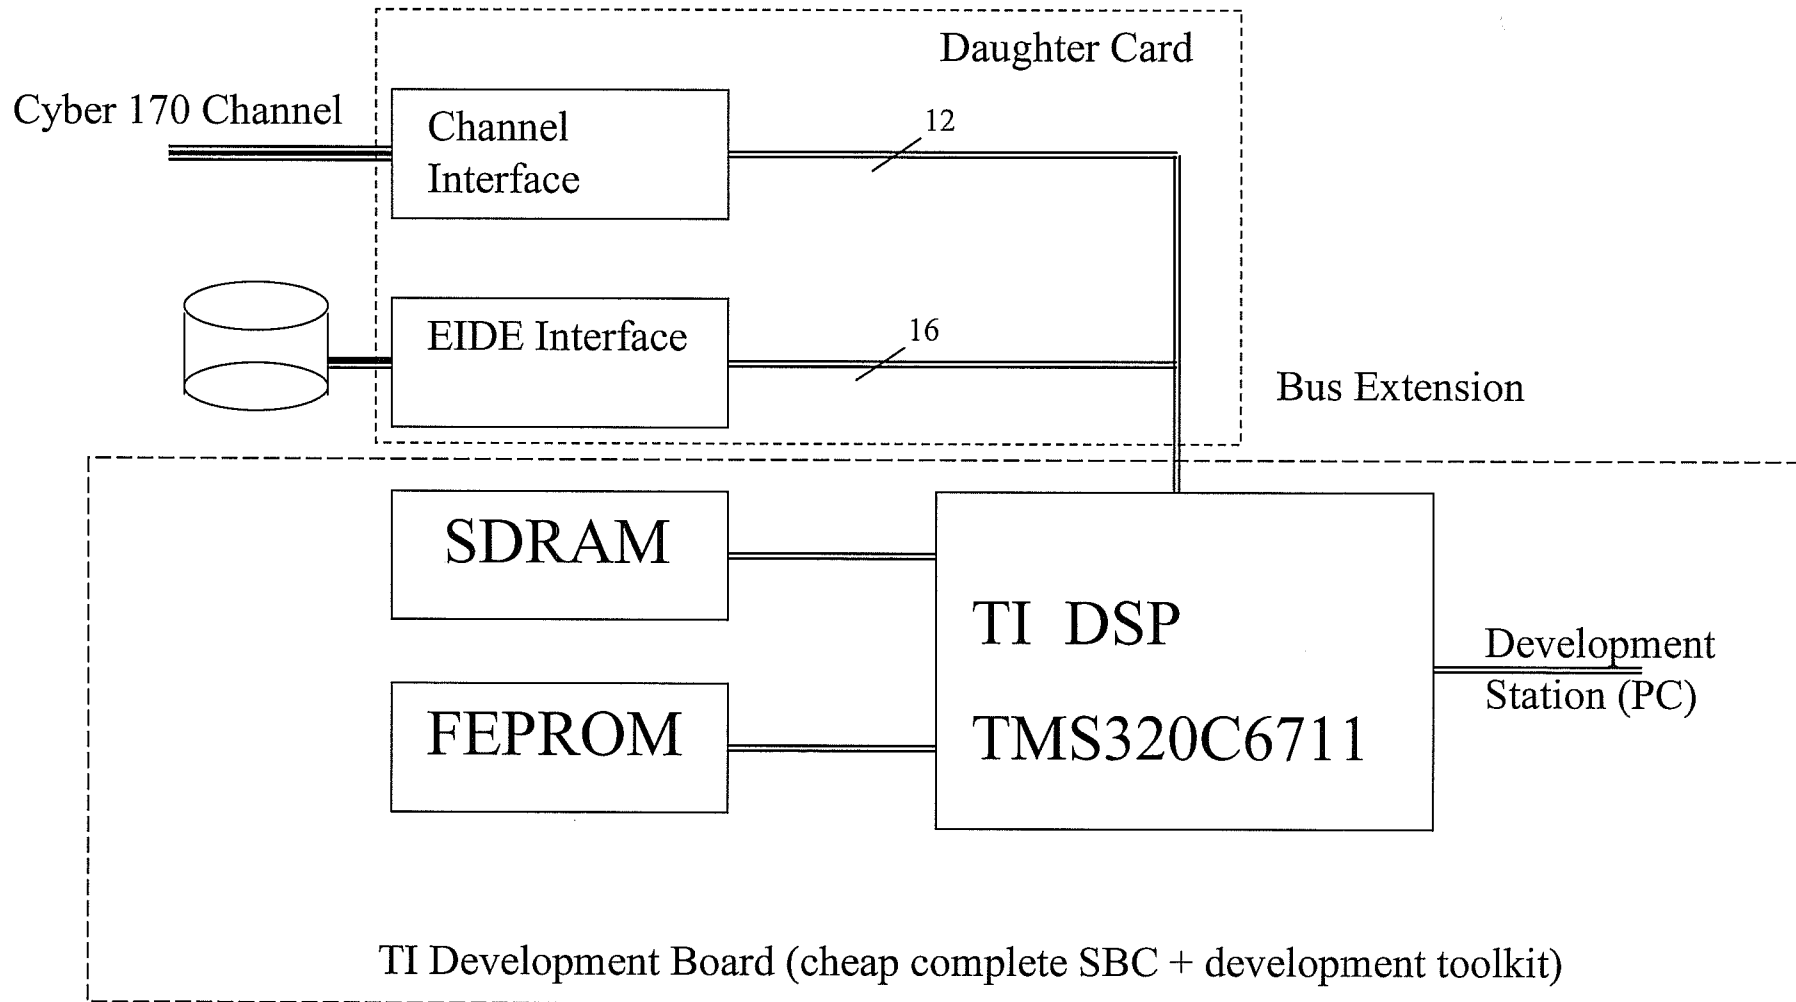 Daughter Card
Cyber 170 Channel
Channel
Interface
12
EIDE Interface
16
Bus Extension
SDRAM
TI DSP
TMS320C6711
FEPROM
Development
Station (PC)
TI Development Board (cheap complete SBC + development toolkit)